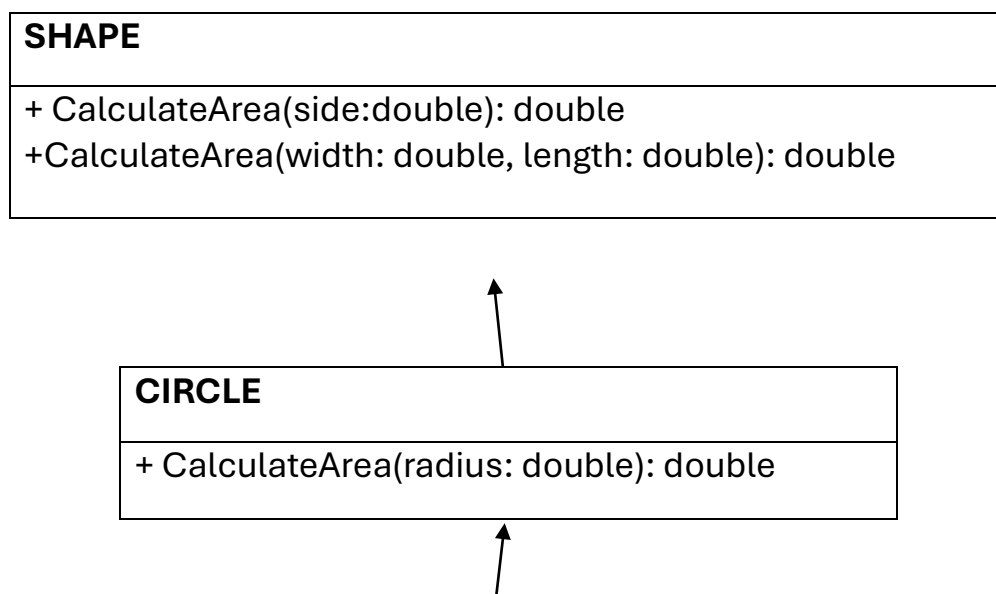 SHAPE
+ CalculateArea(side:double): double
+CalculateArea(width: double, length: double): double
CIRCLE
+ CalculateArea(radius: double): double